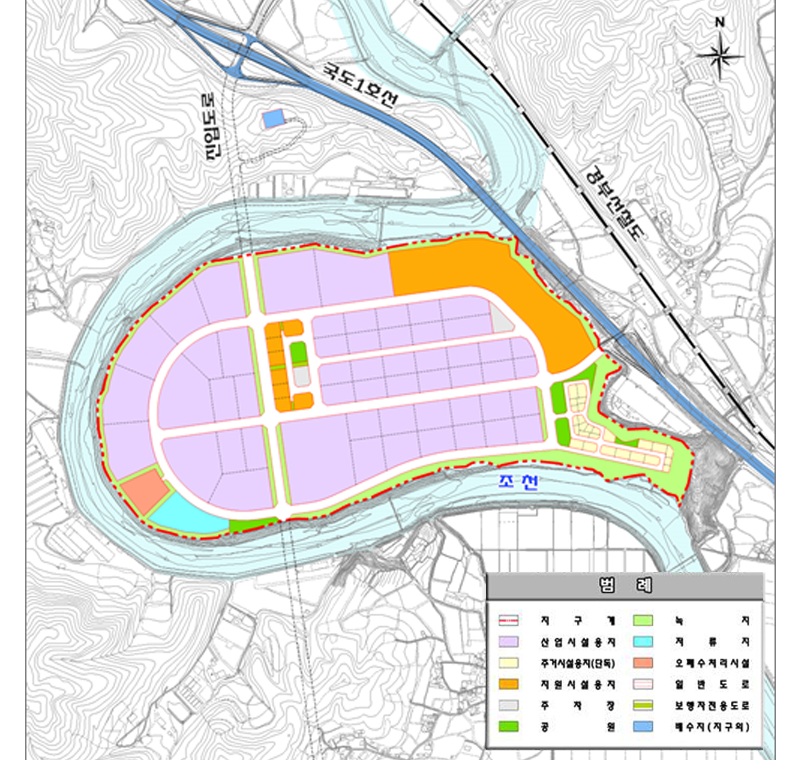 N
국도1호선
진입도로
경부선철도
조천
범 례
지 구 계
녹 지
산업시설용지
저 류 지
주거시설용지(단독)
오폐수처리시설
지원시설용지
일 반 도 로
주 차 장
보행자전용도로
공 원
배수지(지구외)